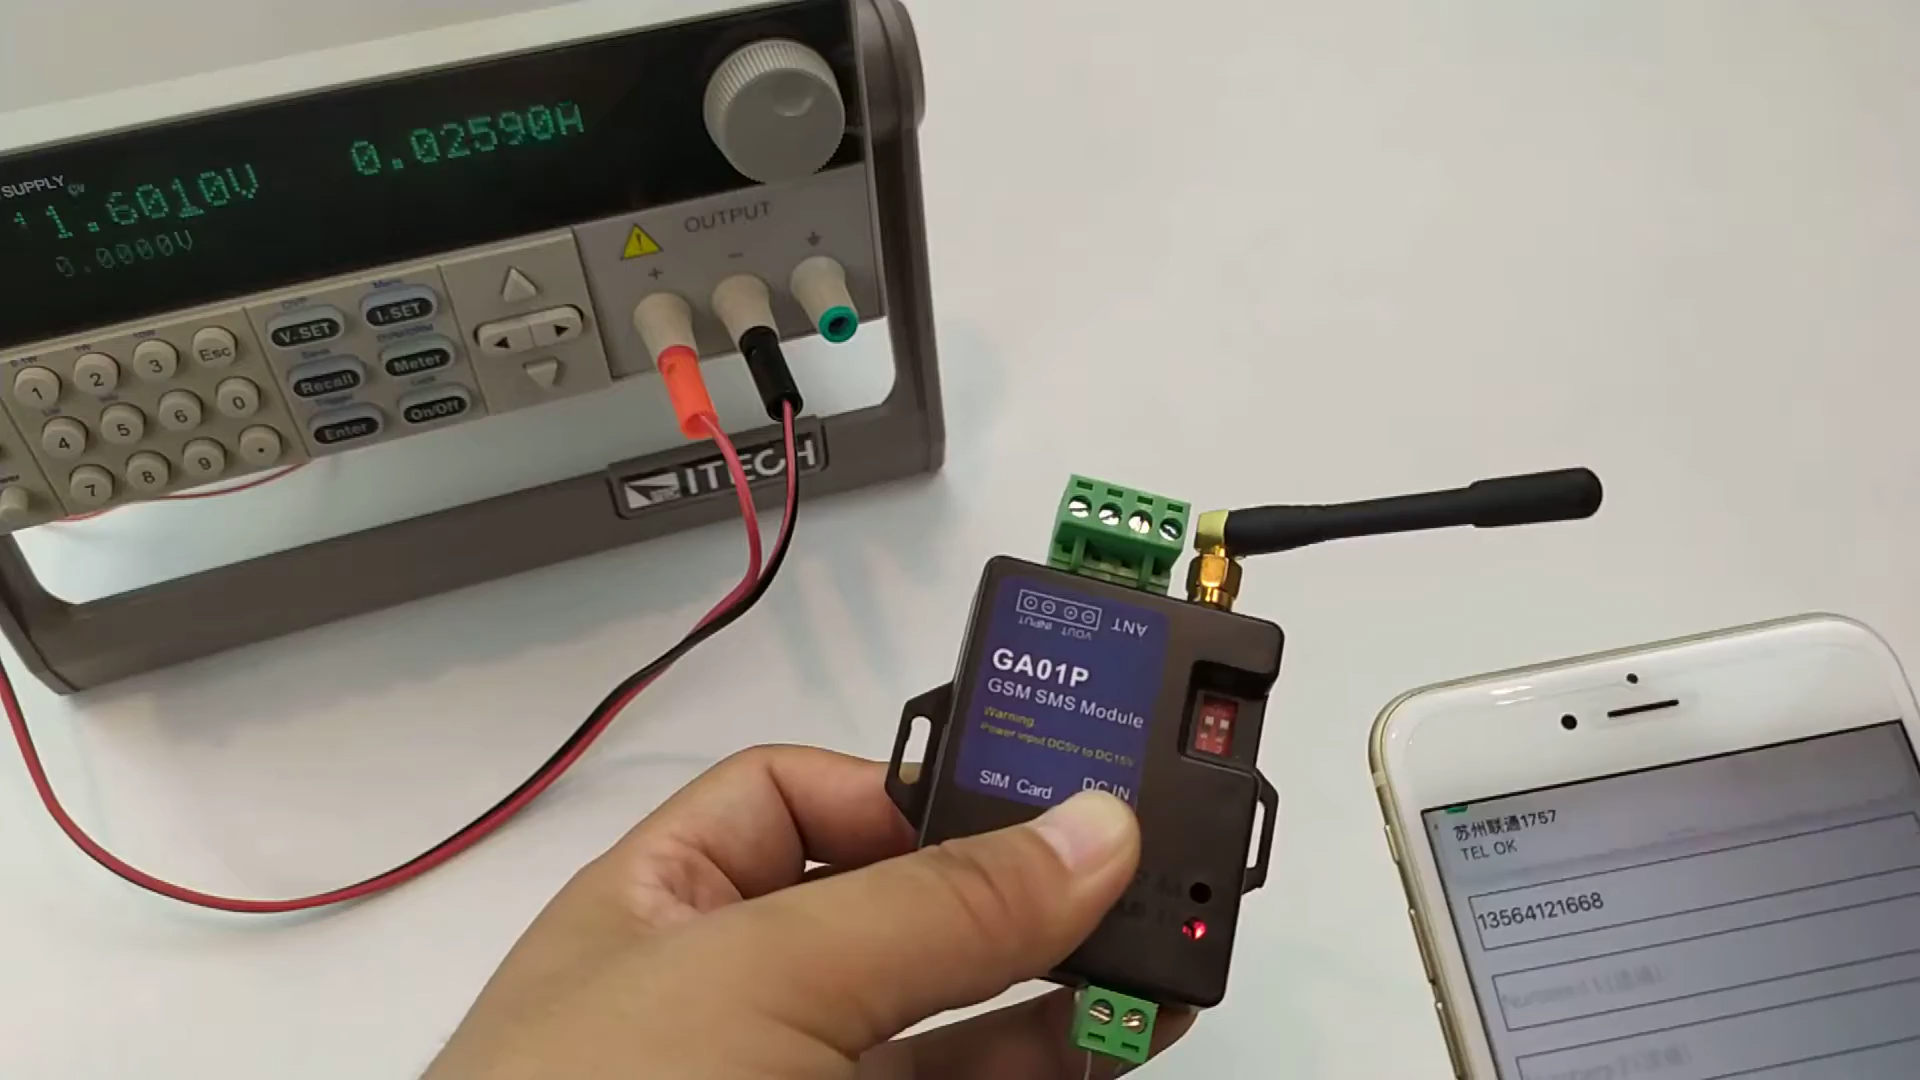 SUPPLY
CV
11.6010V
0.02590A
0.0000V
OUTPUT
+
-
V.SET
I.SET
Recall
Meter
Enter
On/Off
Esc
1
2
3
4
5
6
0
7
8
9
.
ITECH
INPUT VOUT
ANT
GA01P
GSM SMS Module
Warning:
Power input DC5V to DC15V
SIM Card
DC IN
苏州联通1757
TEL OK
13564121668